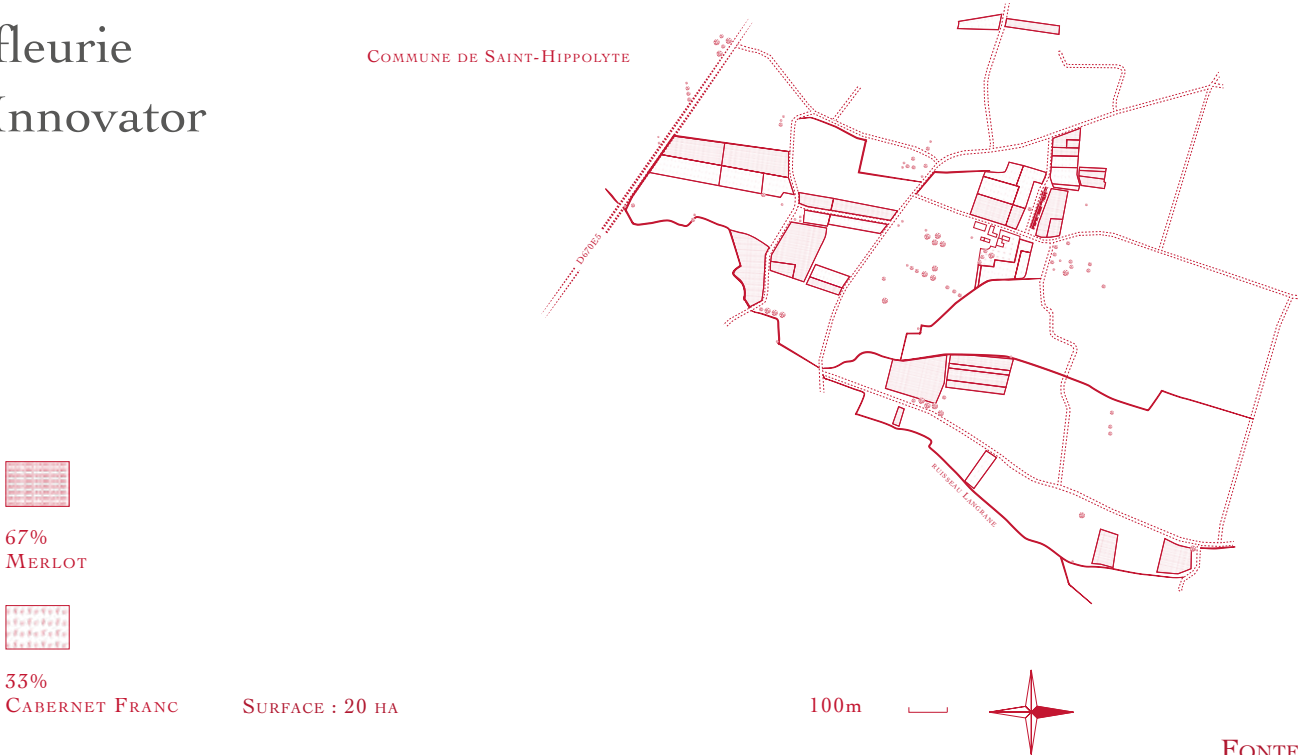 fleurie
Innovator
COMMUNE DE SAINT-HIPPOLYTE
D670E5
RUISSEAU LANGRANE
67%
MERLOT
33%
CABERNET FRANC
SURFACE : 20 HA
100m
FONTE